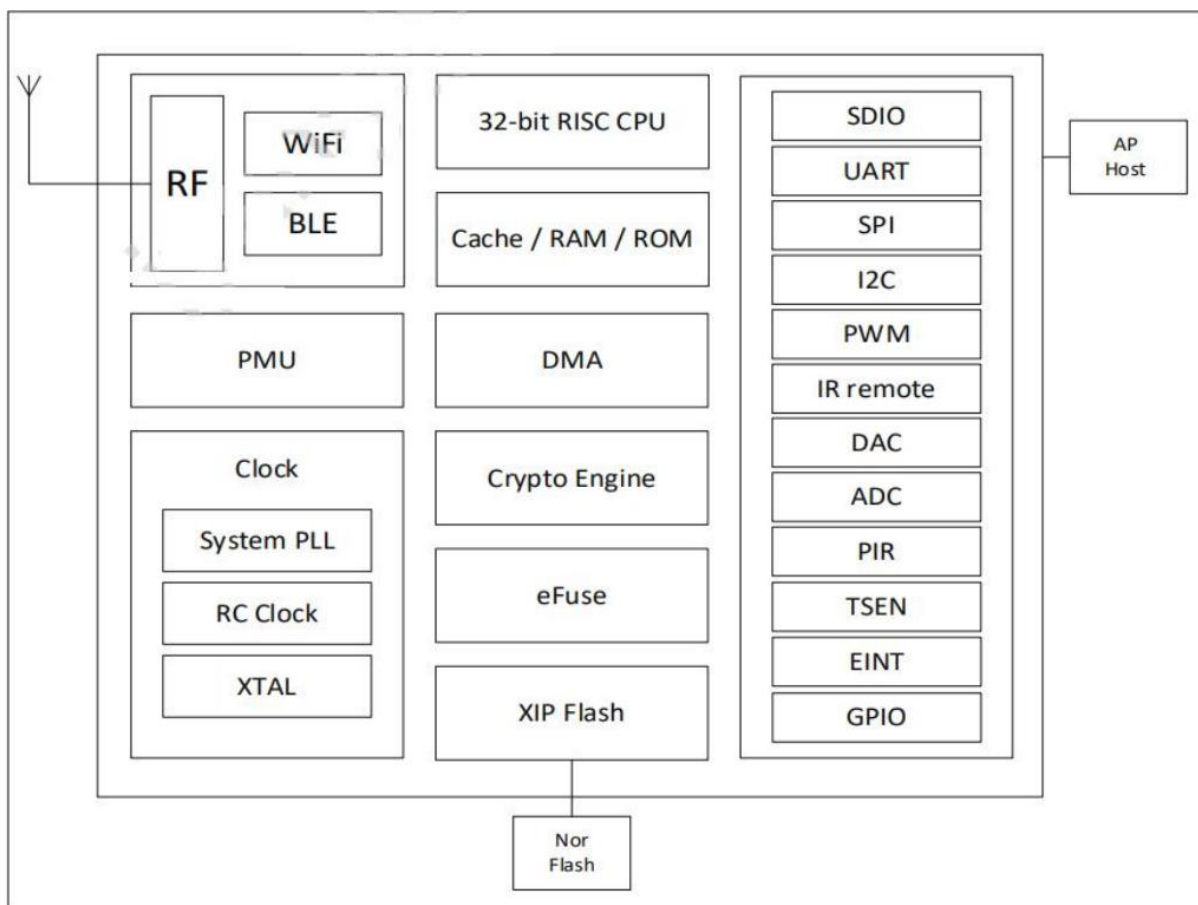 RF
WiFi
BLE
PMU
Clock
System PLL
RC Clock
XTAL
32-bit RISC CPU
Cache / RAM / ROM
DMA
Crypto Engine
eFuse
XIP Flash
SDIO
UART
SPI
I2C
PWM
IR remote
DAC
ADC
PIR
TSEN
EINT
GPIO
AP
Host
Nor
Flash